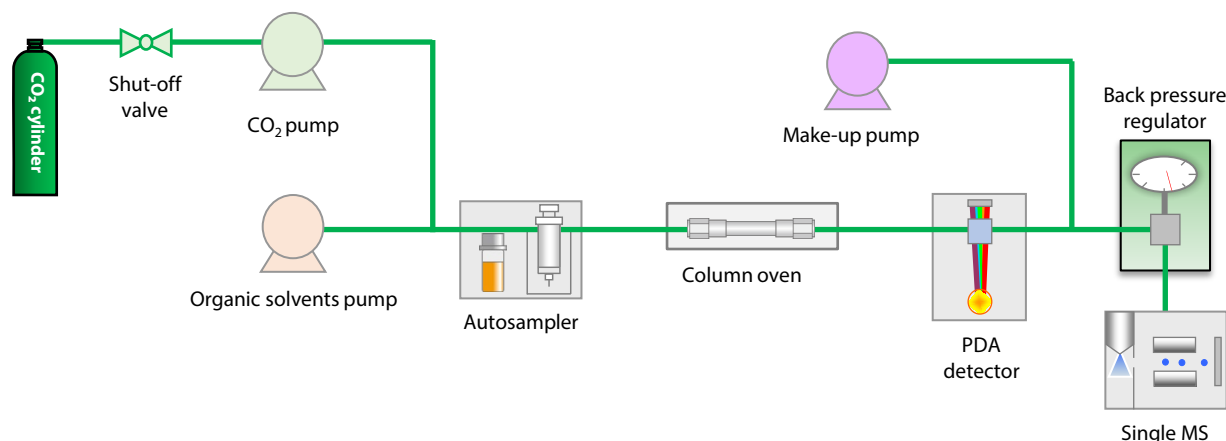 CO₂ cylinder
Shut-off
valve
CO₂ pump
Organic solvents pump
Autosampler
Column oven
Make-up pump
PDA
detector
Back pressure
regulator
Single MS